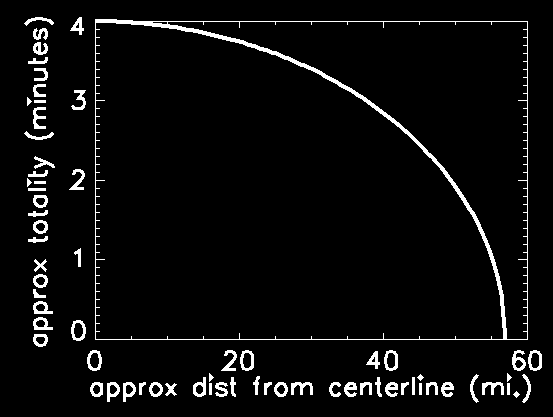 approx totality (minutes)
4
3
2
1
0
0 20 40 60
approx dist from centerline (mi.)